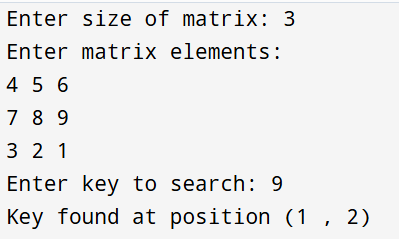 Enter size of matrix: 3
Enter matrix elements:
4 5 6
7 8 9
3 2 1
Enter key to search: 9
Key found at position (1 , 2)